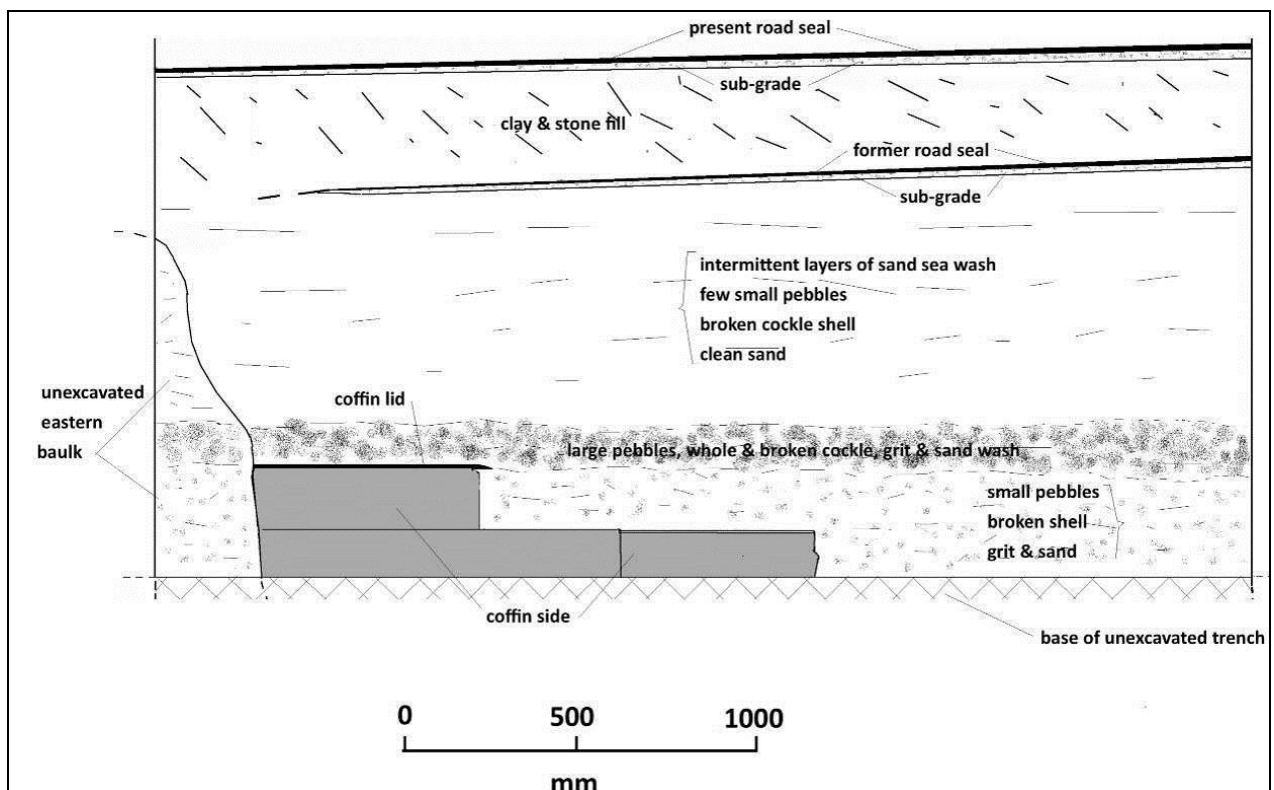 present road seal
sub-grade
clay & stone fill
former road seal
sub-grade
intermittent layers of sand sea wash
few small pebbles
broken cockle shell
clean sand
unexcavated
eastern
baulk
coffin lid
large pebbles, whole & broken cockle, grit & sand wash
small pebbles
broken shell
grit & sand
coffin side
base of unexcavated trench
0 500 1000
mm